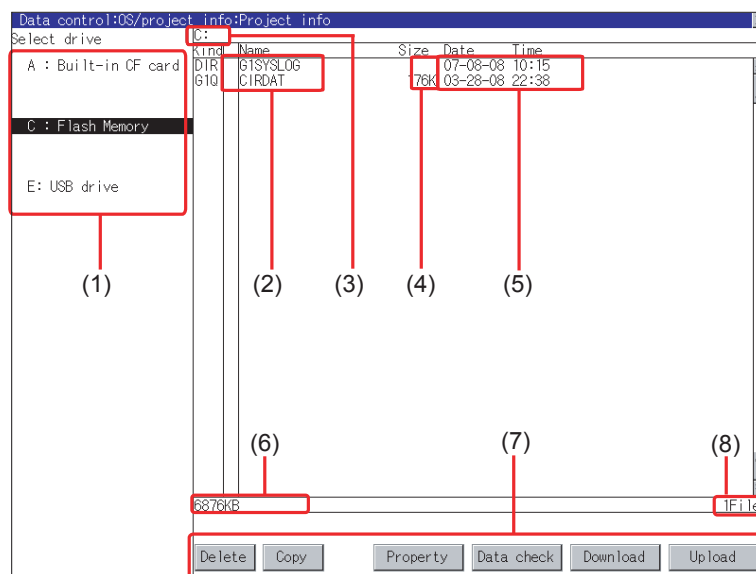 Data control:OS/project info:Project info
Select drive
C:
Kind Name Size Date Time
A : Built-in CF card
DIR G1SYSLOG 07-08-08 10:15
G1Q CIRDAT 176K 03-28-08 22:38
C : Flash Memory
E: USB drive
(1) (2) (3) (4) (5)
(6) (7) (8)
6876KB 1File
Delete Copy Property Data check Download Upload